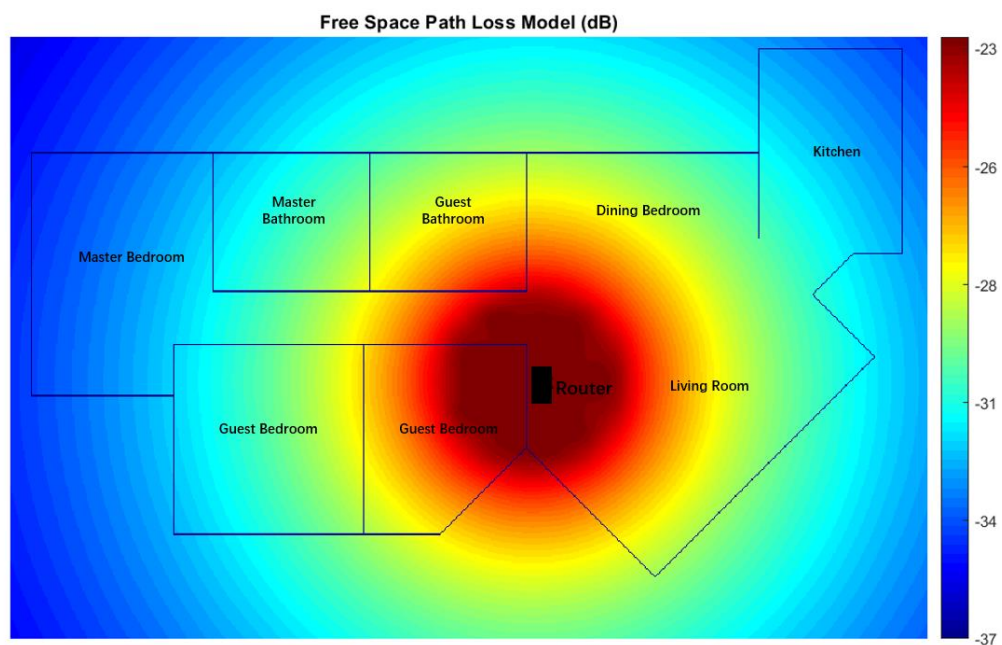 Free Space Path Loss Model (dB)
-23
Kitchen
-26
Master
Bathroom
Guest
Bathroom
Dining Bedroom
Master Bedroom
-28
Router
Living Room
-31
Guest Bedroom
Guest Bedroom
-34
-37